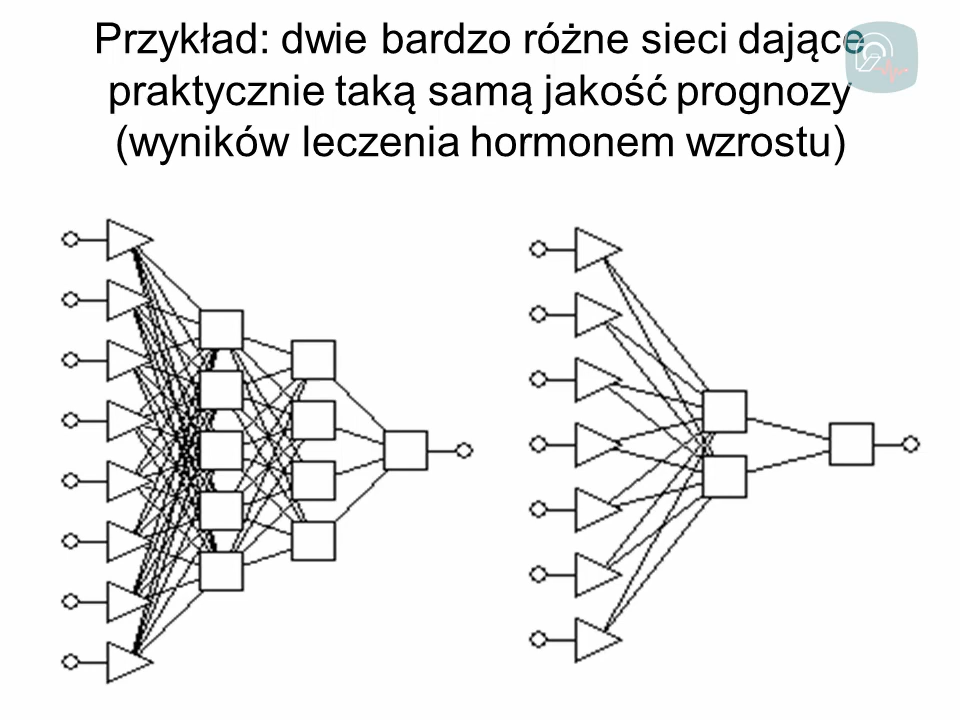 Przykład: dwie bardzo różne sieci dające
praktycznie taką samą jakość prognozy
(wyników leczenia hormonem wzrostu)